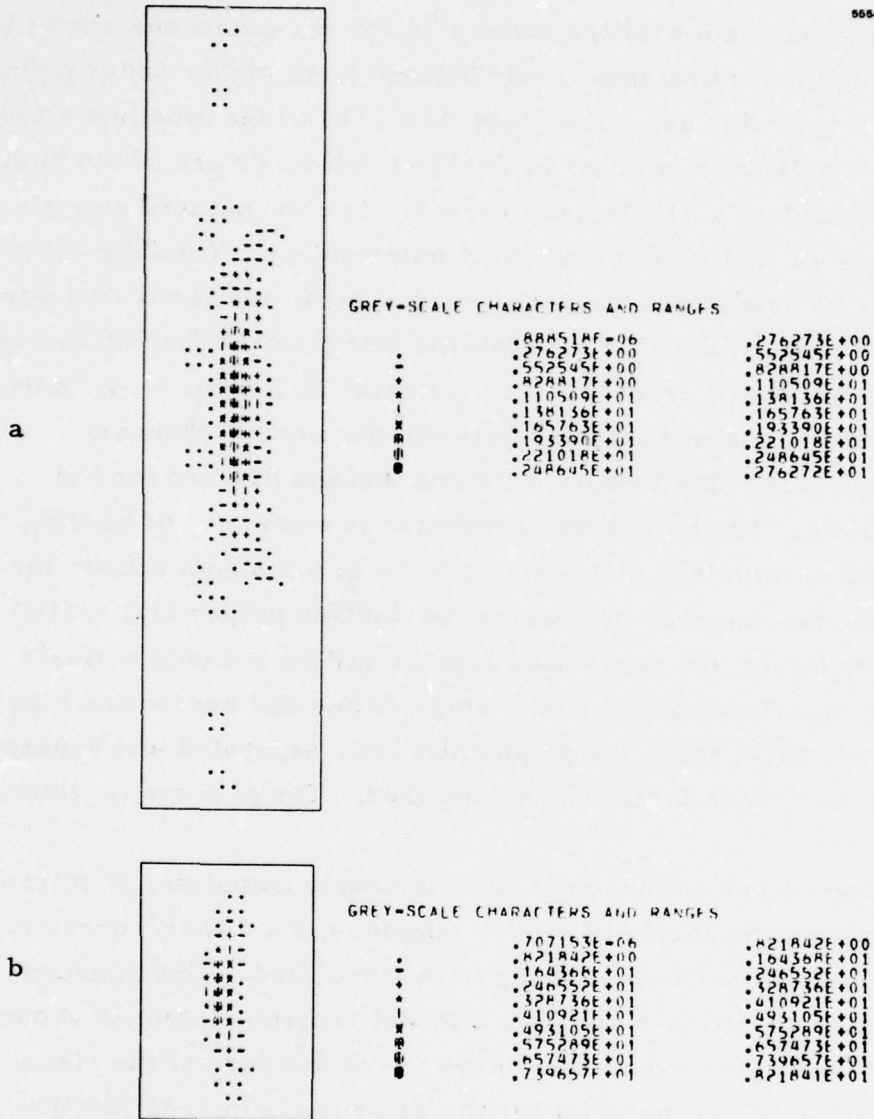 5554
a
GREY-SCALE CHARACTERS AND RANGES
.888518E-06 .276273E+00
. .276273E+00 .552545E+00
- .552545E+00 .828817E+00
+ .828817E+00 .110509E+01
* .110509E+01 .138136E+01
I .138136E+01 .165763E+01
X .165763E+01 .193390E+01
.193390E+01 .221018E+01
.221018E+01 .248645E+01
.248645E+01 .276272E+01
b
GREY-SCALE CHARACTERS AND RANGES
.707153E-06 .821842E+00
. .821842E+00 .164368E+01
- .164368E+01 .246552E+01
+ .246552E+01 .328736E+01
* .328736E+01 .410921E+01
I .410921E+01 .493105E+01
X .493105E+01 .575289E+01
.575289E+01 .657473E+01
.657473E+01 .739657E+01
.739657E+01 .821841E+01